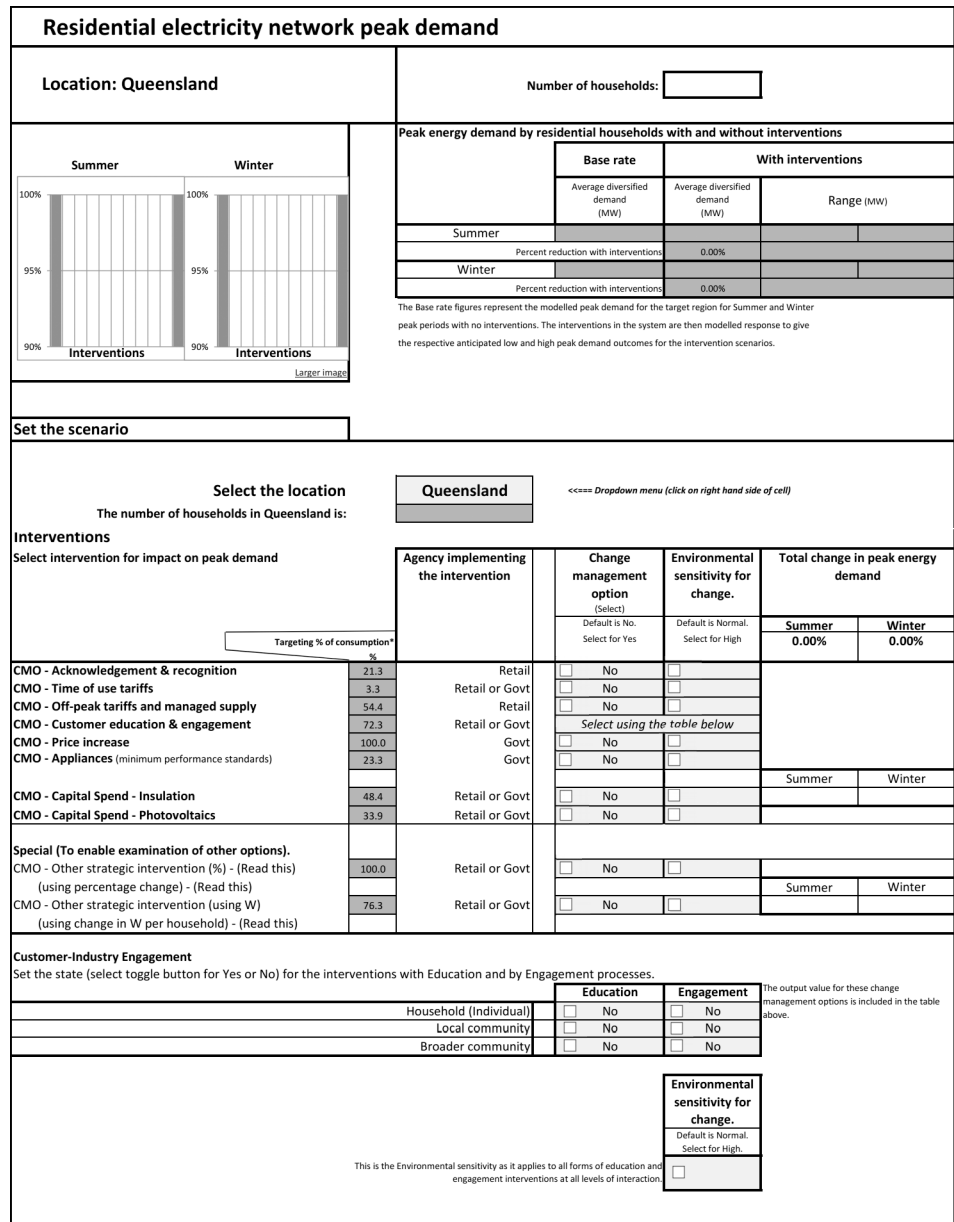 Residential electricity network peak demand
Location: Queensland
Number of households:
Peak energy demand by residential households with and without interventions
Summer
Winter
100%
95%
90%
Interventions
100%
95%
90%
Interventions
Larger image
Base rate
With interventions
Average diversified
demand
(MW)
Average diversified
demand
(MW)
Range (MW)
Summer
Percent reduction with interventions 0.00%
Winter
Percent reduction with interventions 0.00%
The Base rate figures represent the modelled peak demand for the target region for Summer and Winter
peak periods with no interventions. The interventions in the system are then modelled response to give
the respective anticipated low and high peak demand outcomes for the intervention scenarios.
Set the scenario
Select the location Queensland <<=== Dropdown menu (click on right hand side of cell)
The number of households in Queensland is:
Interventions
Select intervention for impact on peak demand
Targeting % of consumption*
%
Agency implementing
the intervention
Change
management
option
(Select)
Default is No.
Select for Yes
Environmental
sensitivity for
change.
Default is Normal.
Select for High
Total change in peak energy
demand
Summer Winter
0.00% 0.00%
CMO - Acknowledgement & recognition 21.3 Retail No
CMO - Time of use tariffs 3.3 Retail or Govt No
CMO - Off-peak tariffs and managed supply 54.4 Retail No
CMO - Customer education & engagement 72.3 Retail or Govt Select using the table below
CMO - Price increase 100.0 Govt No
CMO - Appliances (minimum performance standards) 23.3 Govt No
Summer Winter
CMO - Capital Spend - Insulation 48.4 Retail or Govt No
CMO - Capital Spend - Photovoltaics 33.9 Retail or Govt No
Special (To enable examination of other options).
CMO - Other strategic intervention (%) - (Read this) 100.0 Retail or Govt No
(using percentage change) - (Read this) Summer Winter
CMO - Other strategic intervention (using W) 76.3 Retail or Govt No
(using change in W per household) - (Read this)
Customer-Industry Engagement
Set the state (select toggle button for Yes or No) for the interventions with Education and by Engagement processes.
Education Engagement
Household (Individual) No No
Local community No No
Broader community No No
The output value for these change
management options is included in the table
above.
Environmental
sensitivity for
change.
Default is Normal.
Select for High.
This is the Environmental sensitivity as it applies to all forms of education and
engagement interventions at all levels of interaction.